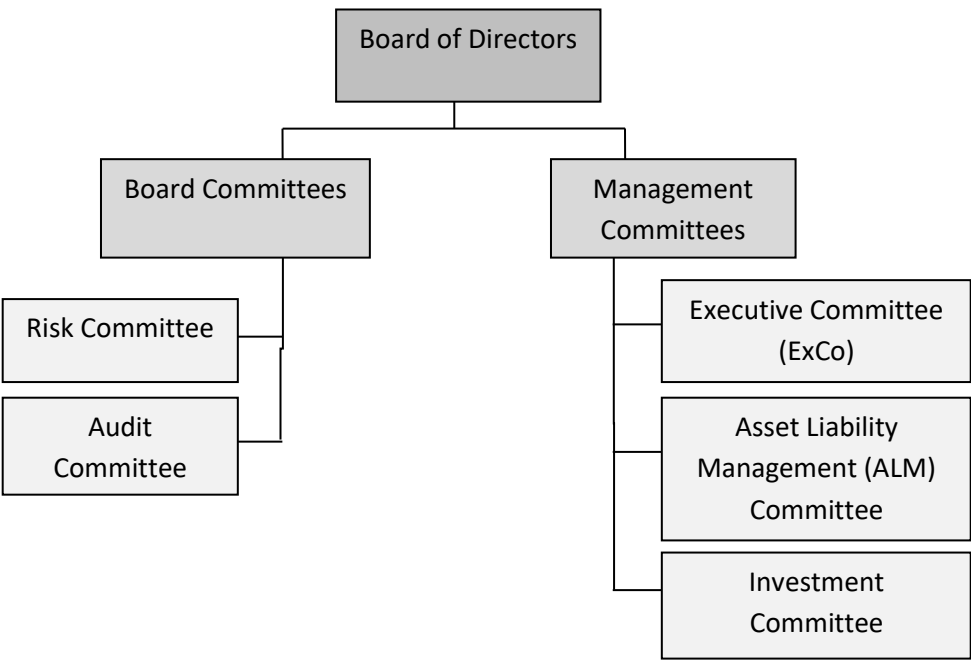 Board of Directors
Board Committees
Management
Committees
Risk Committee
Audit
Committee
Executive Committee
(ExCo)
Asset Liability
Management (ALM)
Committee
Investment
Committee